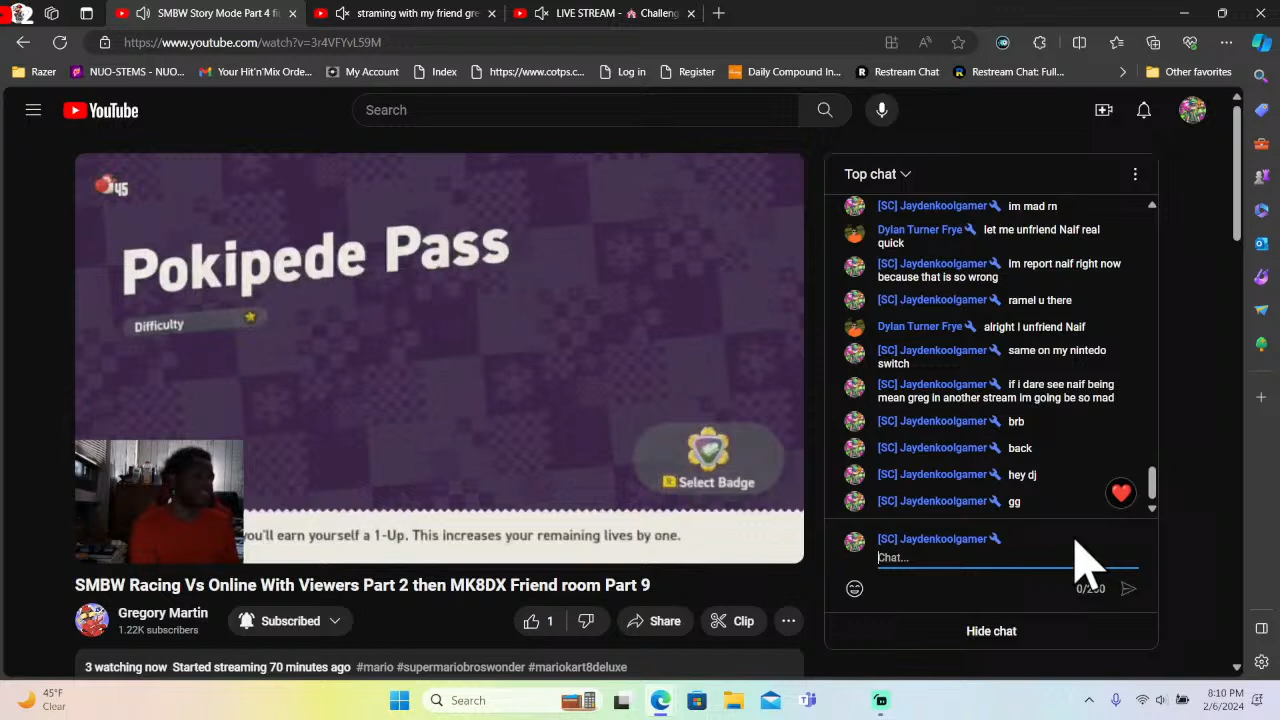 SMBW Story Mode Part 4 fi
straming with my
LIVE STREAM -
Challeng
https://www.youtube.com/watch?v=3r4VFYvL59M
Razer
NUO-STEMS - NUO...
Your Hit'n'Mix Orde...
My Account
Index
https://www.cotps.c...
Log in
Register
Daily Compound In...
Restream Chat
Restream Chat: Full...
Other favorites
YouTube
Search
45
Pokipede Pass
Difficulty
Select Badge
you'll earn yourself a 1-Up. This increases your remaining lives by one.
SMBW Racing Vs Online With Viewers Part 2 then MK8DX Friend room Part 9
Gregory Martin
1.22K subscribers
Subscribed
1
Share
Clip
3 watching now Started streaming 70 minutes ago #mario #supermariobroswonder #mariokart8deluxe
Top chat
[SC] Jaydenkoolgamer im mad rn
Dylan Turner Frye let me unfriend Naif real
quick
[SC] Jaydenkoolgamer Im report naif right now
because that is so wrong
[SC] Jaydenkoolgamer ramel u there
Dylan Turner Frye alright I unfriend Naif
[SC] Jaydenkoolgamer same on my nintedo
switch
[SC] Jaydenkoolgamer if i dare see naif being
mean greg in another stream im going be so mad
[SC] Jaydenkoolgamer brb
[SC] Jaydenkoolgamer back
[SC] Jaydenkoolgamer hey dj
[SC] Jaydenkoolgamer gg
[SC] Jaydenkoolgamer
Chat...
Hide chat
45°F
Clear
Search
8:10 PM
2/6/2024